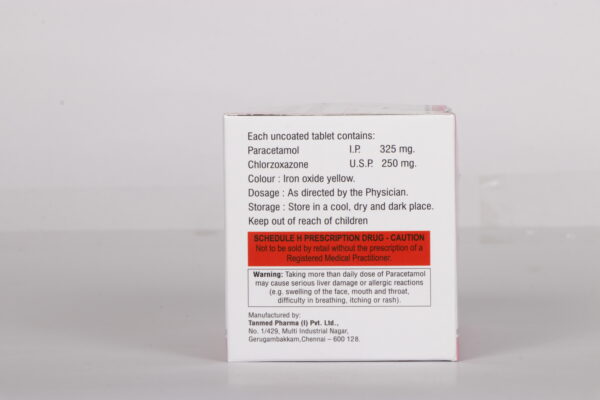 Each uncoated tablet contains:
Paracetamol I.P. 325 mg.
Chlorzoxazone U.S.P. 250 mg.
Colour : Iron oxide yellow.
Dosage : As directed by the Physician.
Storage : Store in a cool, dry and dark place.
Keep out of reach of children
SCHEDULE H PRESCRIPTION DRUG - CAUTION
Not to be sold by retail without the prescription of a
Registered Medical Practitioner.
Warning: Taking more than daily dose of Paracetamol
may cause serious liver damage or allergic reactions
(e.g. swelling of the face, mouth and throat,
difficulty in breathing, itching or rash).
Manufactured by:
Tanmed Pharma (I) Pvt. Ltd.,
No. 1/429, Mutti Industrial Nagar,
Gerugambakkam,Chennai – 600 128.